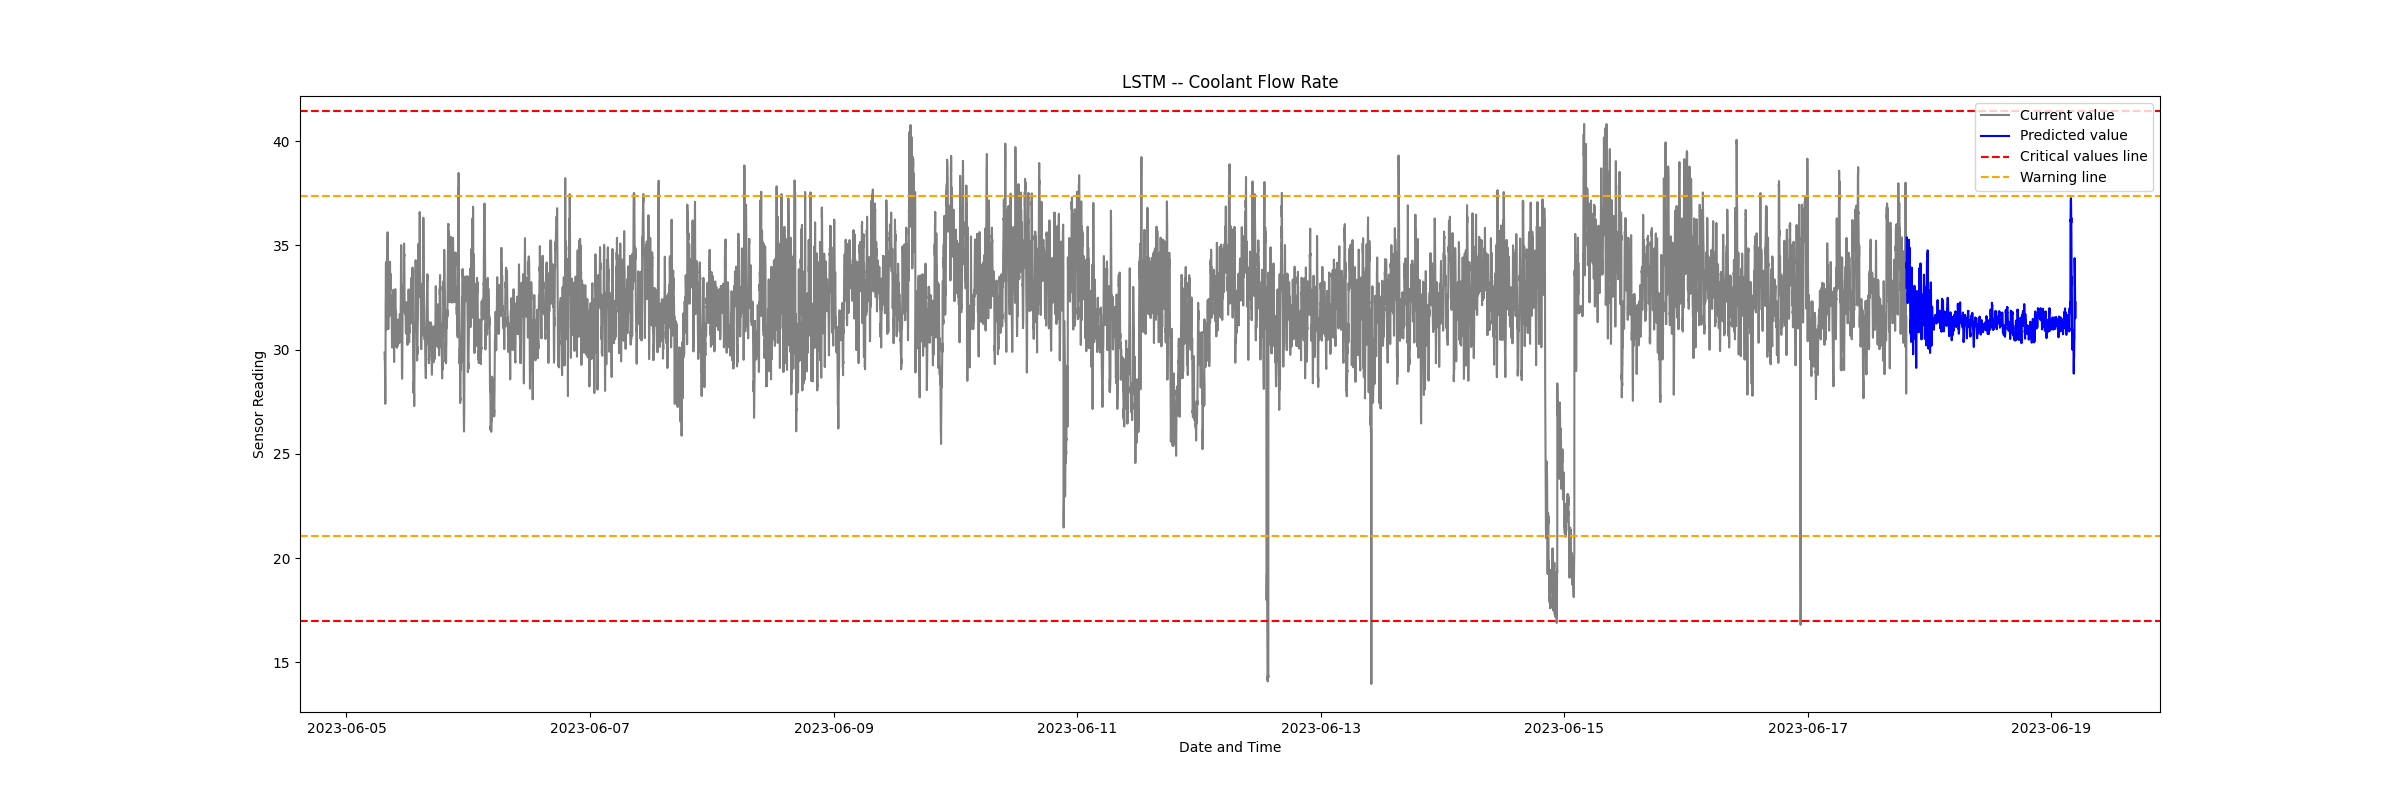 LSTM -- Coolant Flow Rate
Current value
Predicted value
Critical values line
Warning line
Sensor Reading
40
35
30
25
20
15
2023-06-05
2023-06-07
2023-06-09
2023-06-11
2023-06-13
2023-06-15
2023-06-17
2023-06-19
Date and Time